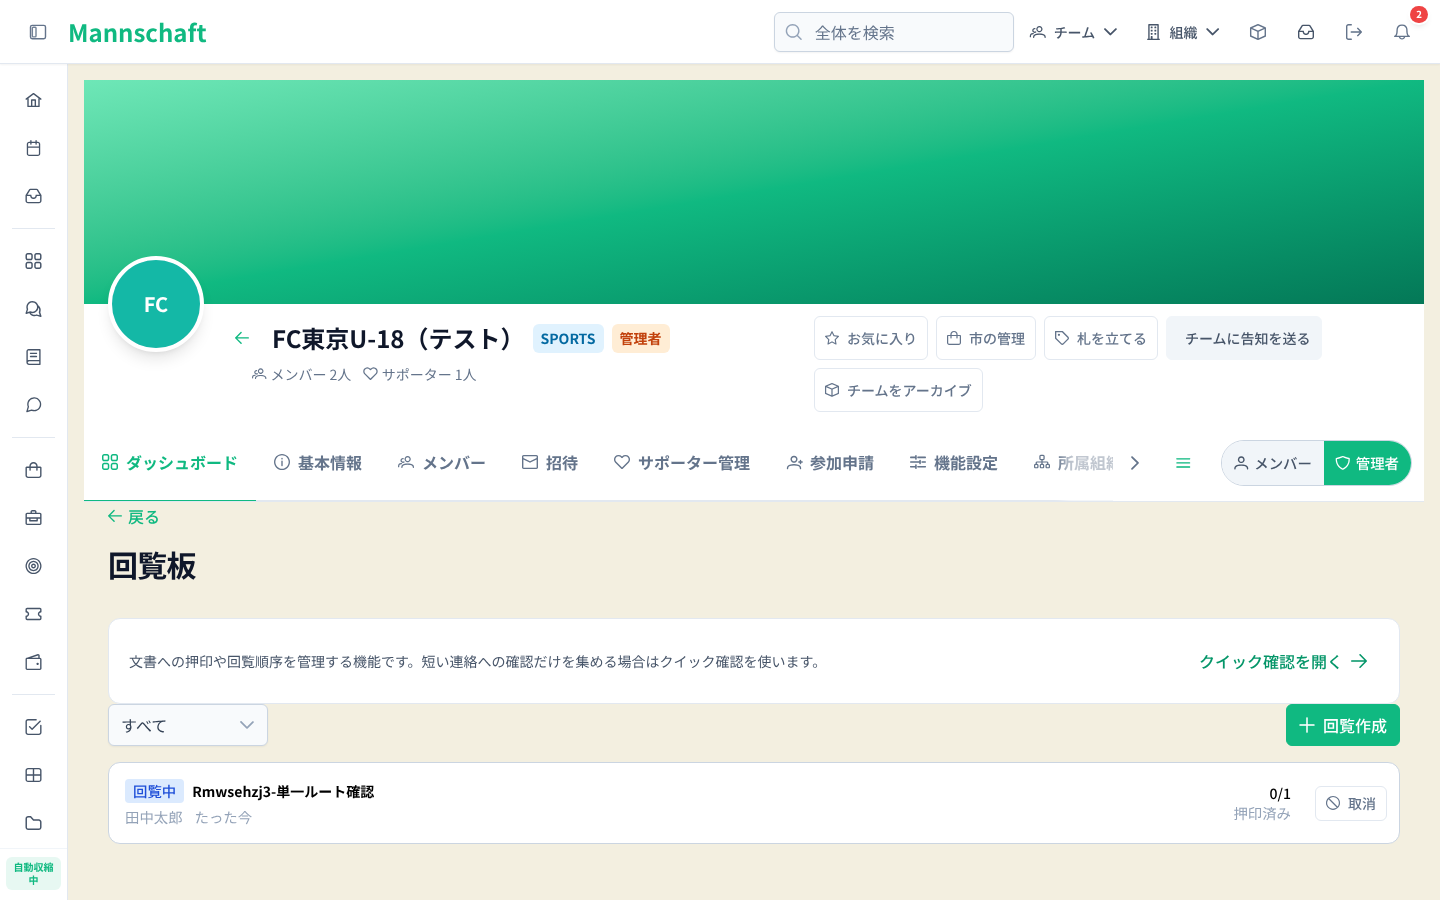 Mannschaft
全体を検索
チーム
組織
2
FC
FC東京U-18（テスト）
SPORTS
管理者
メンバー 2人
サポーター 1人
お気に入り
市の管理
札を立てる
チームに告知を送る
チームをアーカイブ
ダッシュボード
基本情報
メンバー
招待
サポーター管理
参加申請
機能設定
所属組織
メンバー
管理者
戻る
回覧板
文書への押印や回覧順序を管理する機能です。短い連絡への確認だけを集める場合はクイック確認を使います。
クイック確認を開く
すべて
回覧作成
回覧中
Rmwsehzj3-単一ルート確認
田中太郎 たった今
0/1
押印済み
取消
自動収縮
中